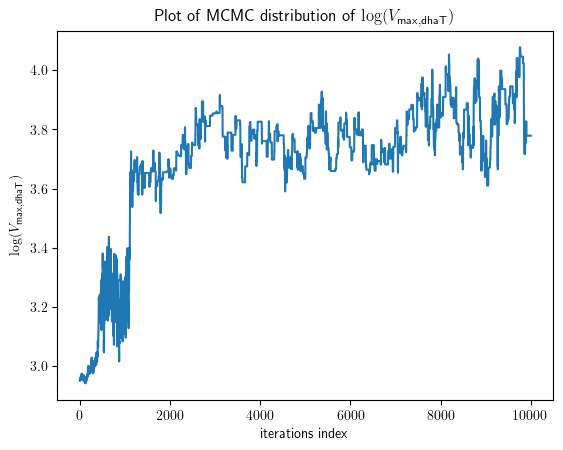 Plot of MCMC distribution of log(V_max,dhaT)
4.0
3.8
3.6
3.4
3.2
3.0
log(V_max,dhaT)
0 2000 4000 6000 8000 10000
iterations index